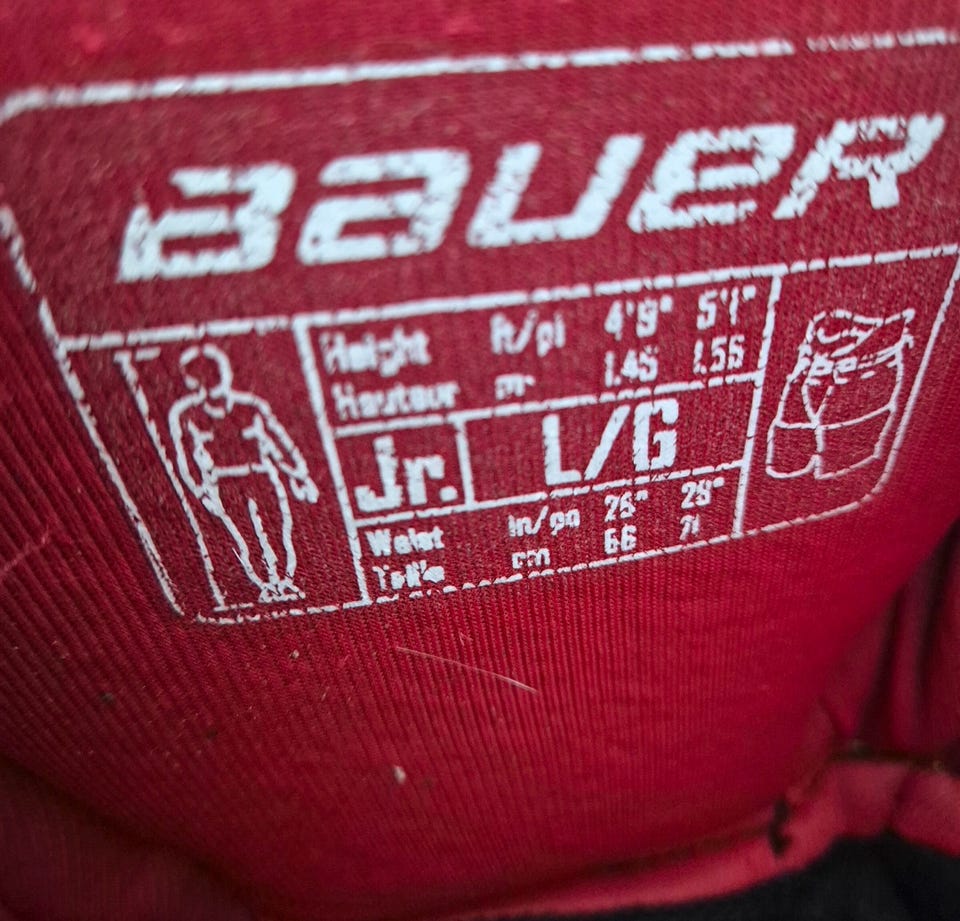 BAUER
Height ft/pi 4'9" 5'1"
Hauteur m 1.45 1.55
Jr. L/G
Waist in/po 26" 28"
Taille cm 66 71